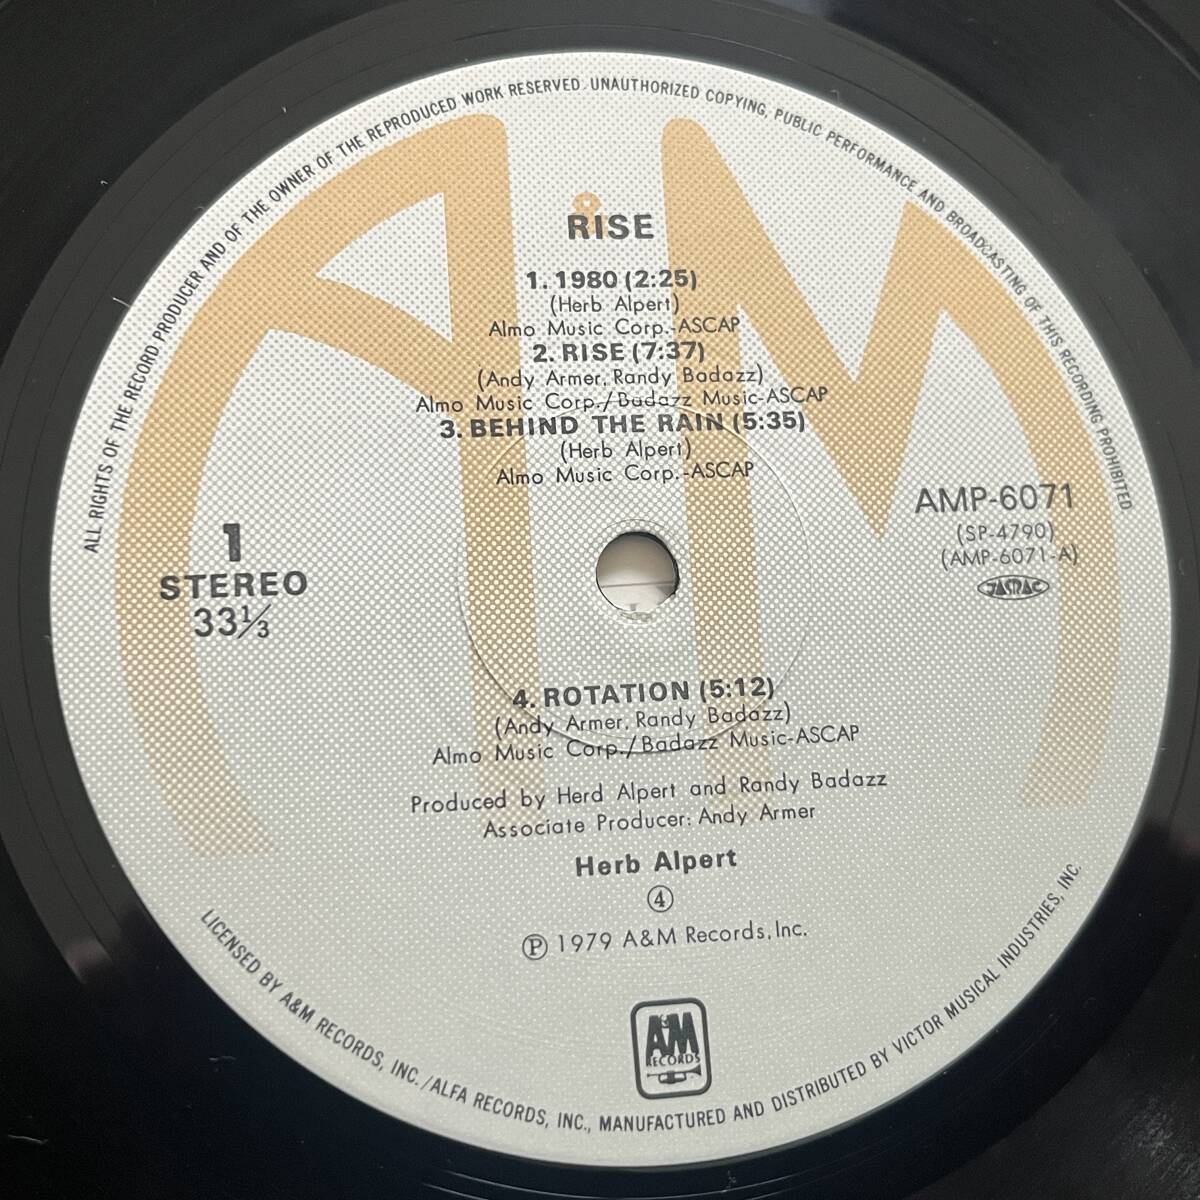 ALL RIGHTS OF THE RECORD PRODUCER AND OF THE OWNER OF THE REPRODUCED WORK RESERVED. UNAUTHORIZED COPYING, PUBLIC PERFORMANCE AND BROADCASTING OF THIS RECORDING PROHIBITED
RISE
1. 1980 (2:25)
(Herb Alpert)
Almo Music Corp.-ASCAP
2. RISE (7:37)
(Andy Armer, Randy Badazz)
Almo Music Corp./Badazz Music-ASCAP
3. BEHIND THE RAIN (5:35)
(Herb Alpert)
Almo Music Corp.-ASCAP
1
STEREO
33⅓
AMP-6071
(SP-4790)
(AMP-6071-A)
JASRAC
4. ROTATION (5:12)
(Andy Armer, Randy Badazz)
Almo Music Corp./Badazz Music-ASCAP
Produced by Herd Alpert and Randy Badazz
Associate Producer: Andy Armer
Herb Alpert
④
Ⓟ 1979 A&M Records, Inc.
A&M
RECORDS
LICENSED BY A&M RECORDS, INC./ALFA RECORDS, INC., MANUFACTURED AND DISTRIBUTED BY VICTOR MUSICAL INDUSTRIES, INC.